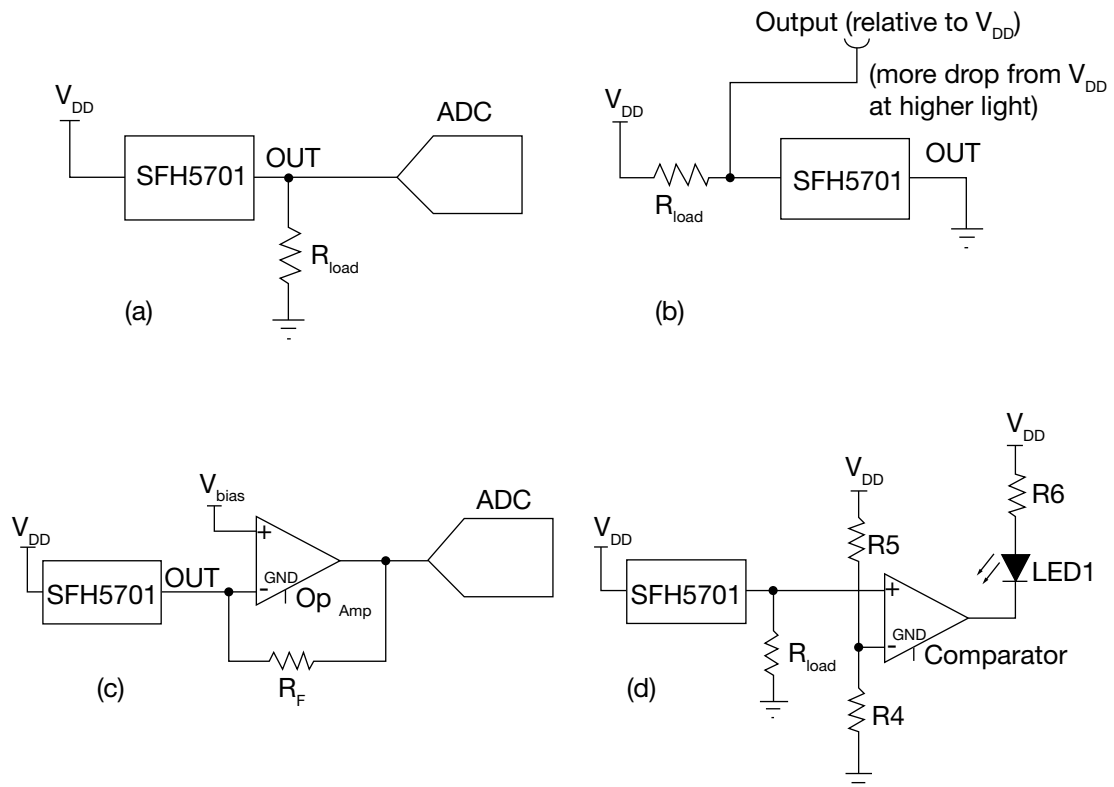 V_DD
SFH5701
OUT
ADC
R_load
(a)
Output (relative to V_DD)
(more drop from V_DD
at higher light)
V_DD
SFH5701
OUT
R_load
(b)
V_DD
SFH5701
OUT
V_bias
+
-
GND
Op Amp
ADC
R_F
(c)
V_DD
SFH5701
R_load
V_DD
R5
+
-
GND
Comparator
R4
V_DD
R6
LED1
(d)